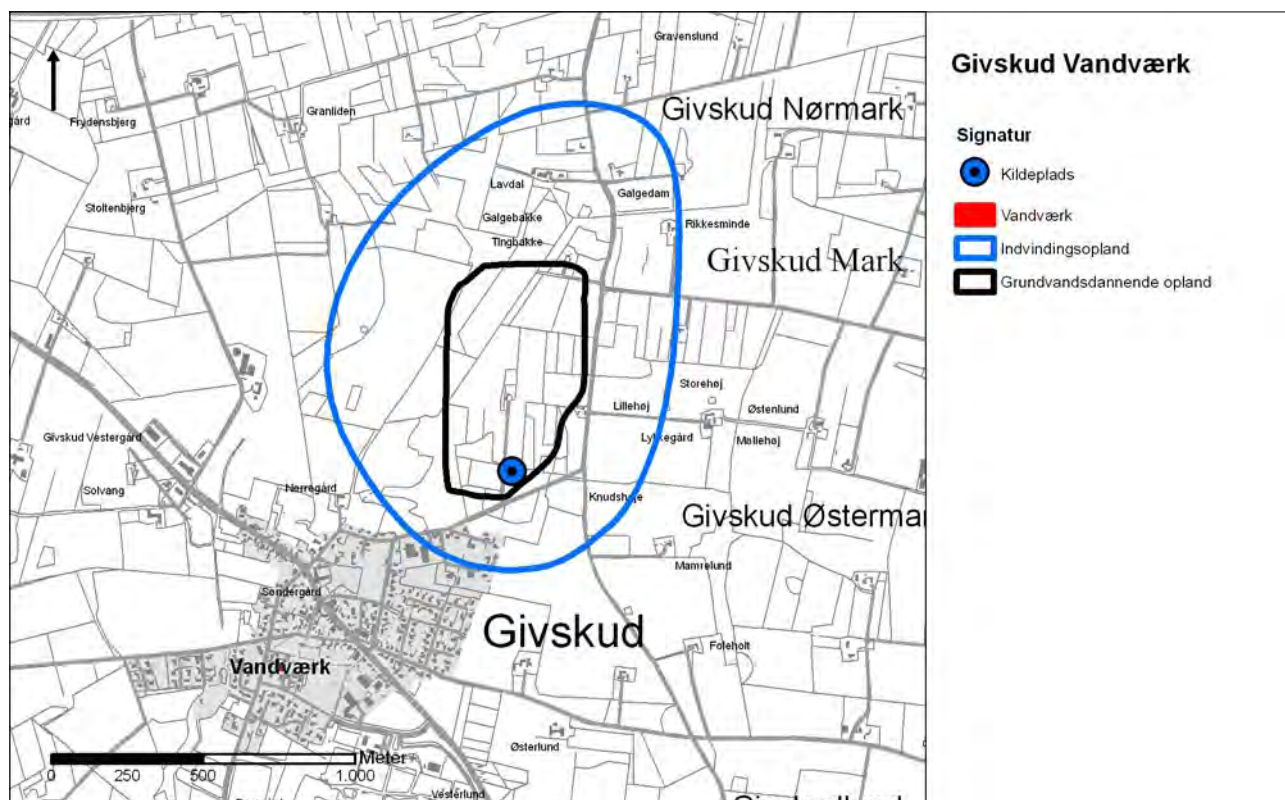 Gravenslund
Givskud Nørmark
Granliden
Frydensbjerg
gård
Lavdal
Galgedam
Stoltenbjerg
Galgebakke
Rikkesminde
Tingbakke
Givskud Mark
Storehøj
Lillehøj
Østenlund
Givskud Vestergård
Lykkegård
Møllehøj
Solvang
Nørregård
Knudshøje
Givskud Østermar
Mamrelund
Søndergård
Givskud
Foleholt
Vandværk
Østerlund
Meter
0 250 500 1.000
Vesterlund
Givskud Vandværk
Signatur
Kildeplads
Vandværk
Indvindingsopland
Grundvandsdannende opland